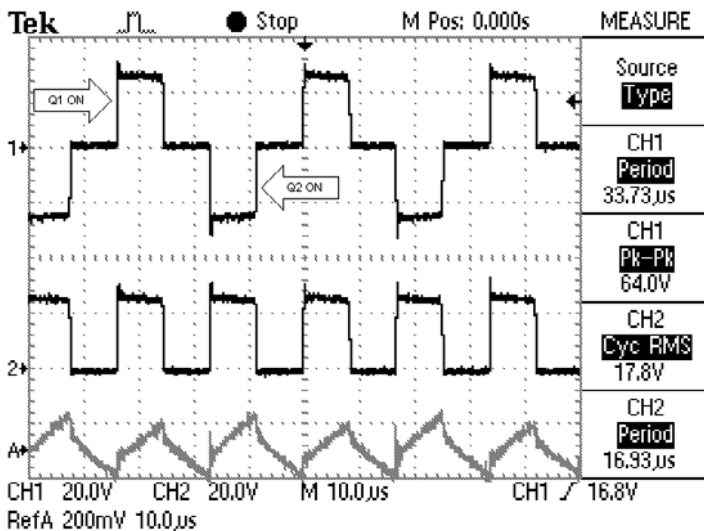 Tek Stop M Pos: 0.000s MEASURE
Source
Type
Q1 ON
1
CH1
Period
33.73µs
Q2 ON
CH1
Pk-Pk
64.0V
CH2
Cyc RMS
17.8V
2
CH2
Period
16.93µs
A
CH1 20.0V CH2 20.0V M 10.0µs CH1 / 16.8V
RefA 200mV 10.0µs